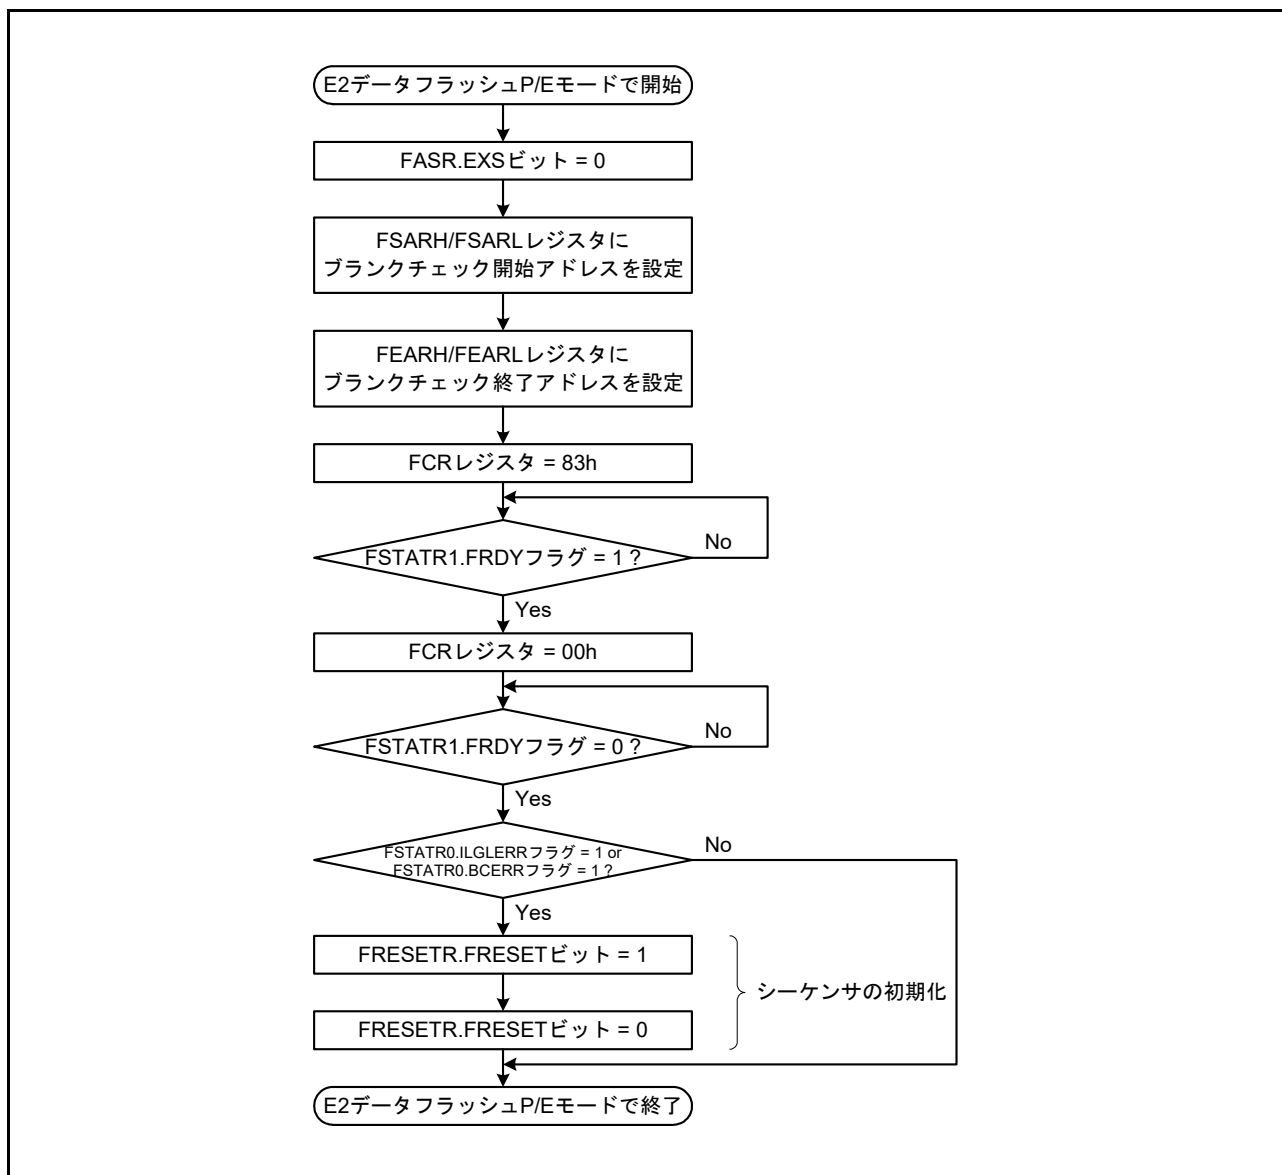 E2データフラッシュP/Eモードで開始
FASR.EXSビット = 0
FSARH/FSARLレジスタに
ブランクチェック開始アドレスを設定
FEARH/FEARLレジスタに
ブランクチェック終了アドレスを設定
FCRレジスタ = 83h
FSTATR1.FRDYフラグ = 1 ?
No
Yes
FCRレジスタ = 00h
FSTATR1.FRDYフラグ = 0 ?
No
Yes
FSTATR0.ILGLERRフラグ = 1 or
FSTATR0.BCERRフラグ = 1 ?
No
Yes
FRESETR.FRESETビット = 1
シーケンサの初期化
FRESETR.FRESETビット = 0
E2データフラッシュP/Eモードで終了